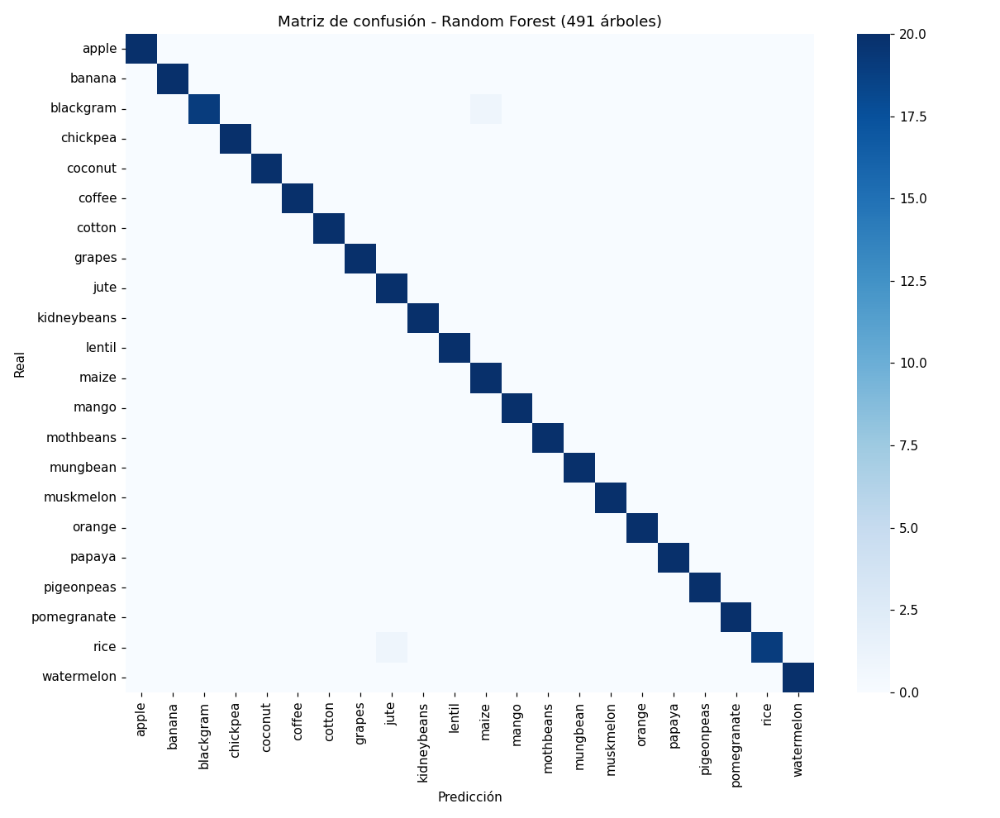 Matriz de confusión - Random Forest (491 árboles)
apple
banana
blackgram
chickpea
coconut
coffee
cotton
grapes
jute
kidneybeans
lentil
maize
mango
mothbeans
mungbean
muskmelon
orange
papaya
pigeonpeas
pomegranate
rice
watermelon
Real
apple
banana
blackgram
chickpea
coconut
coffee
cotton
grapes
jute
kidneybeans
lentil
maize
mango
mothbeans
mungbean
muskmelon
orange
papaya
pigeonpeas
pomegranate
rice
watermelon
Predicción
20.0
17.5
15.0
12.5
10.0
7.5
5.0
2.5
0.0